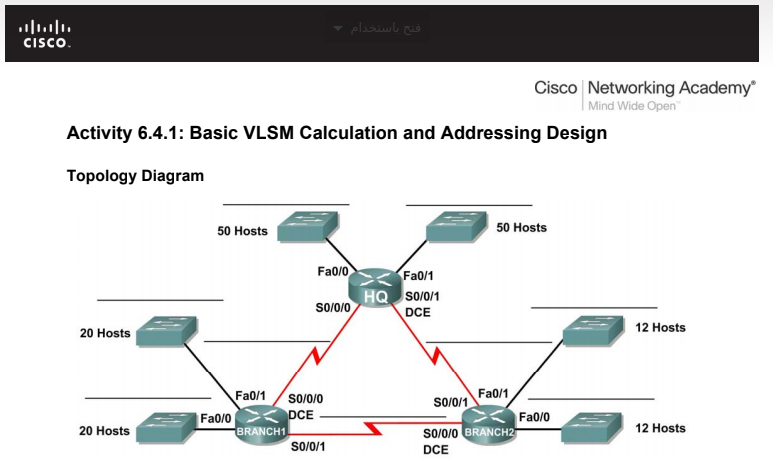 CISCO
فتح باستخدام
Cisco Networking Academy®
Mind Wide Open™
Activity 6.4.1: Basic VLSM Calculation and Addressing Design
Topology Diagram
50 Hosts
50 Hosts
Fa0/0
Fa0/1
HQ
S0/0/0
S0/0/1
DCE
20 Hosts
12 Hosts
Fa0/1
S0/0/0
DCE
S0/0/1
Fa0/1
20 Hosts
Fa0/0
BRANCH1
S0/0/1
S0/0/0
DCE
BRANCH2
Fa0/0
12 Hosts